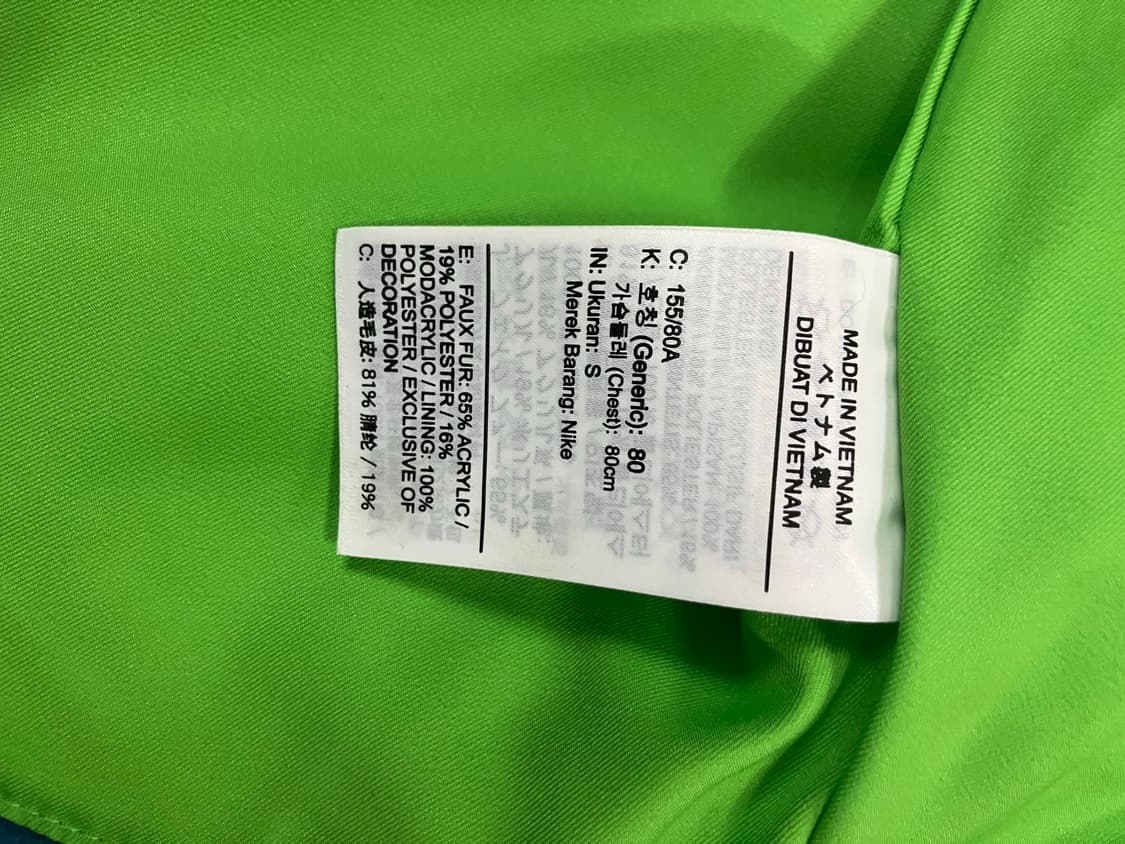 MADE IN VIETNAM
ベトナム製
DIBUAT DI VIETNAM
C: 155/80A
K: 호칭 (Generic): 80
가슴둘레 (Chest): 80cm
IN: Ukuran: S
Merek Barang: Nike
E: FAUX FUR: 65% ACRYLIC /
19% POLYESTER / 16%
MODACRYLIC / LINING: 100%
POLYESTER / EXCLUSIVE OF
DECORATION
C: 人造毛皮: 81% 腈纶 / 19%